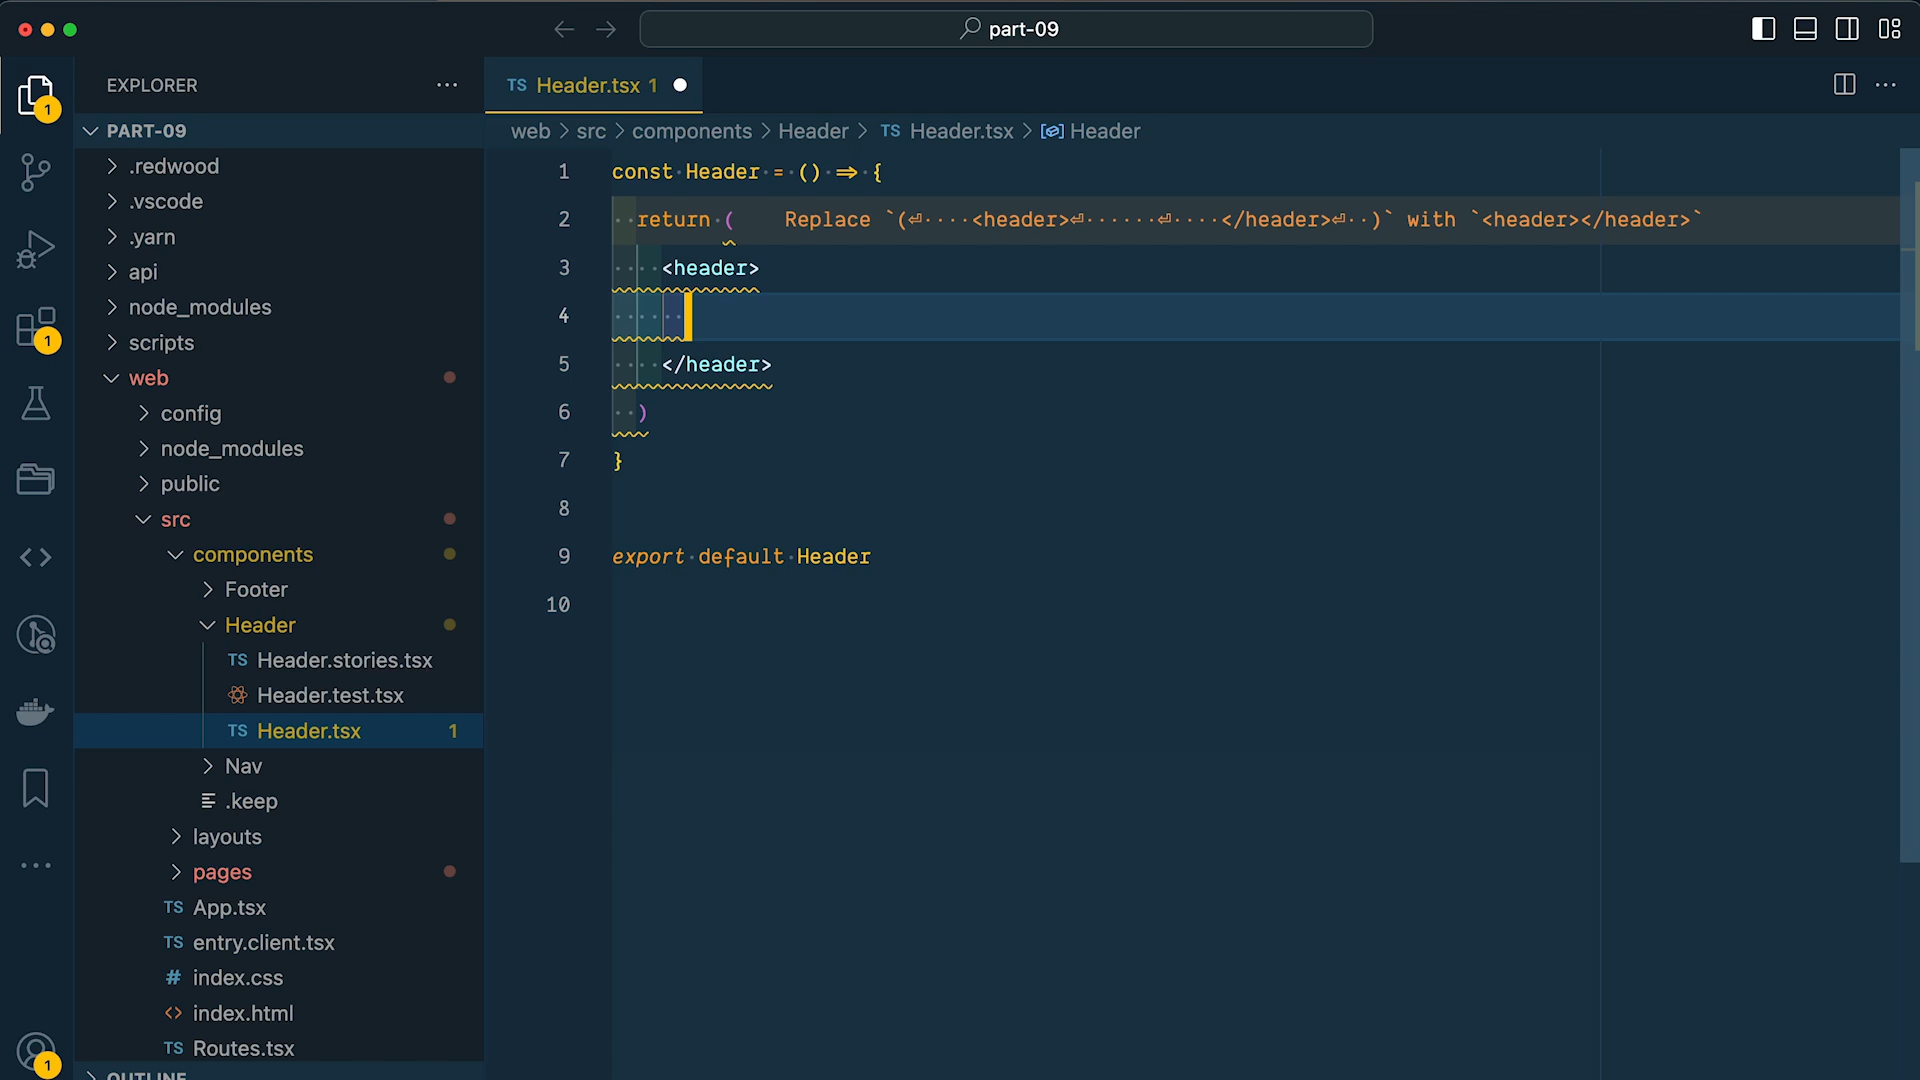 part-09
EXPLORER
TS Header.tsx 1
1
PART-09
web > src > components > Header > TS Header.tsx > Header
.redwood
.vscode
.yarn
api
node_modules
scripts
1
web
config
node_modules
public
src
components
Footer
Header
TS Header.stories.tsx
Header.test.tsx
TS Header.tsx 1
Nav
.keep
layouts
pages
TS App.tsx
TS entry.client.tsx
# index.css
<> index.html
TS Routes.tsx
1
OUTLINE
1 const·Header·=·()·⇒·{
2 ··return·( Replace `(⏎····<header>⏎······⏎····</header>⏎··)` with `<header></header>`
3 ····<header>
4 ······
5 ····</header>
6 ··)
7 }
8
9 export·default·Header
10